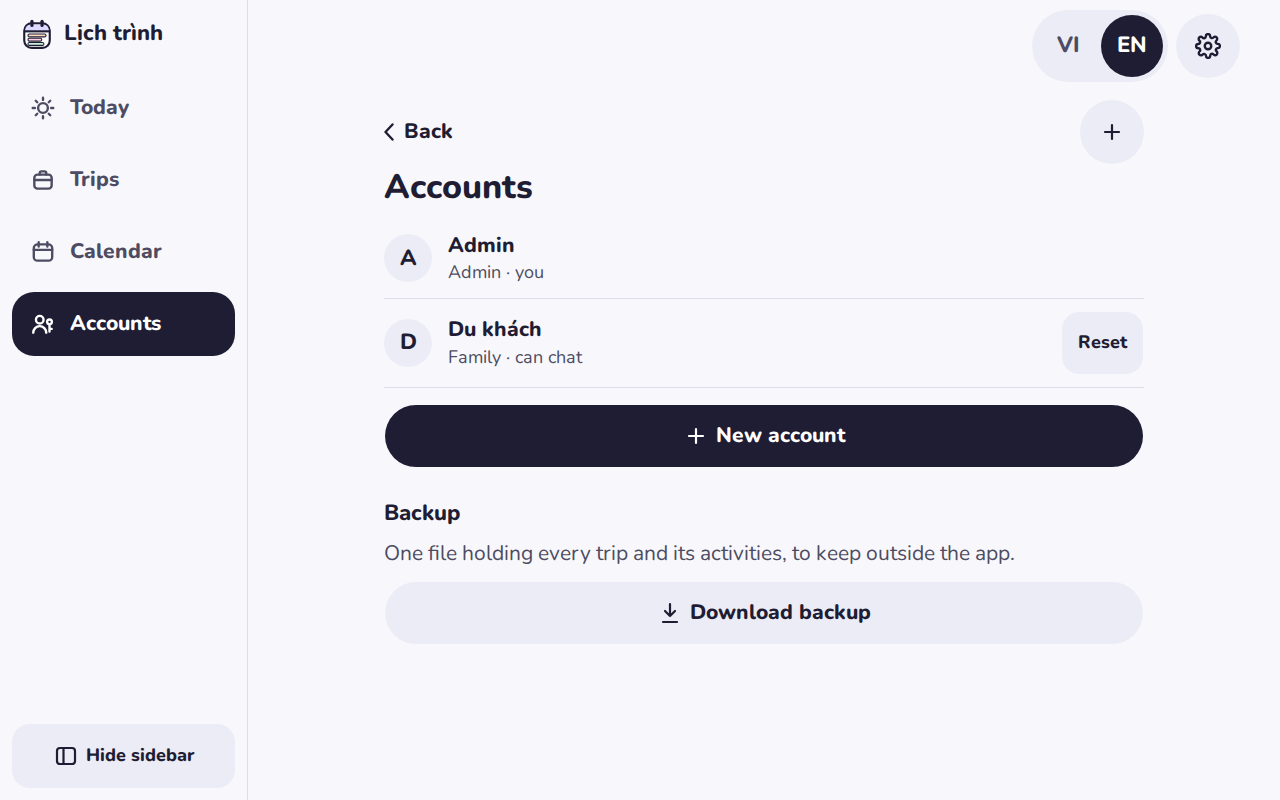 Lịch trình
VI
EN
Today
Trips
Calendar
Accounts
Hide sidebar
Back
Accounts
A
Admin
Admin · you
D
Du khách
Family · can chat
Reset
New account
Backup
One file holding every trip and its activities, to keep outside the app.
Download backup